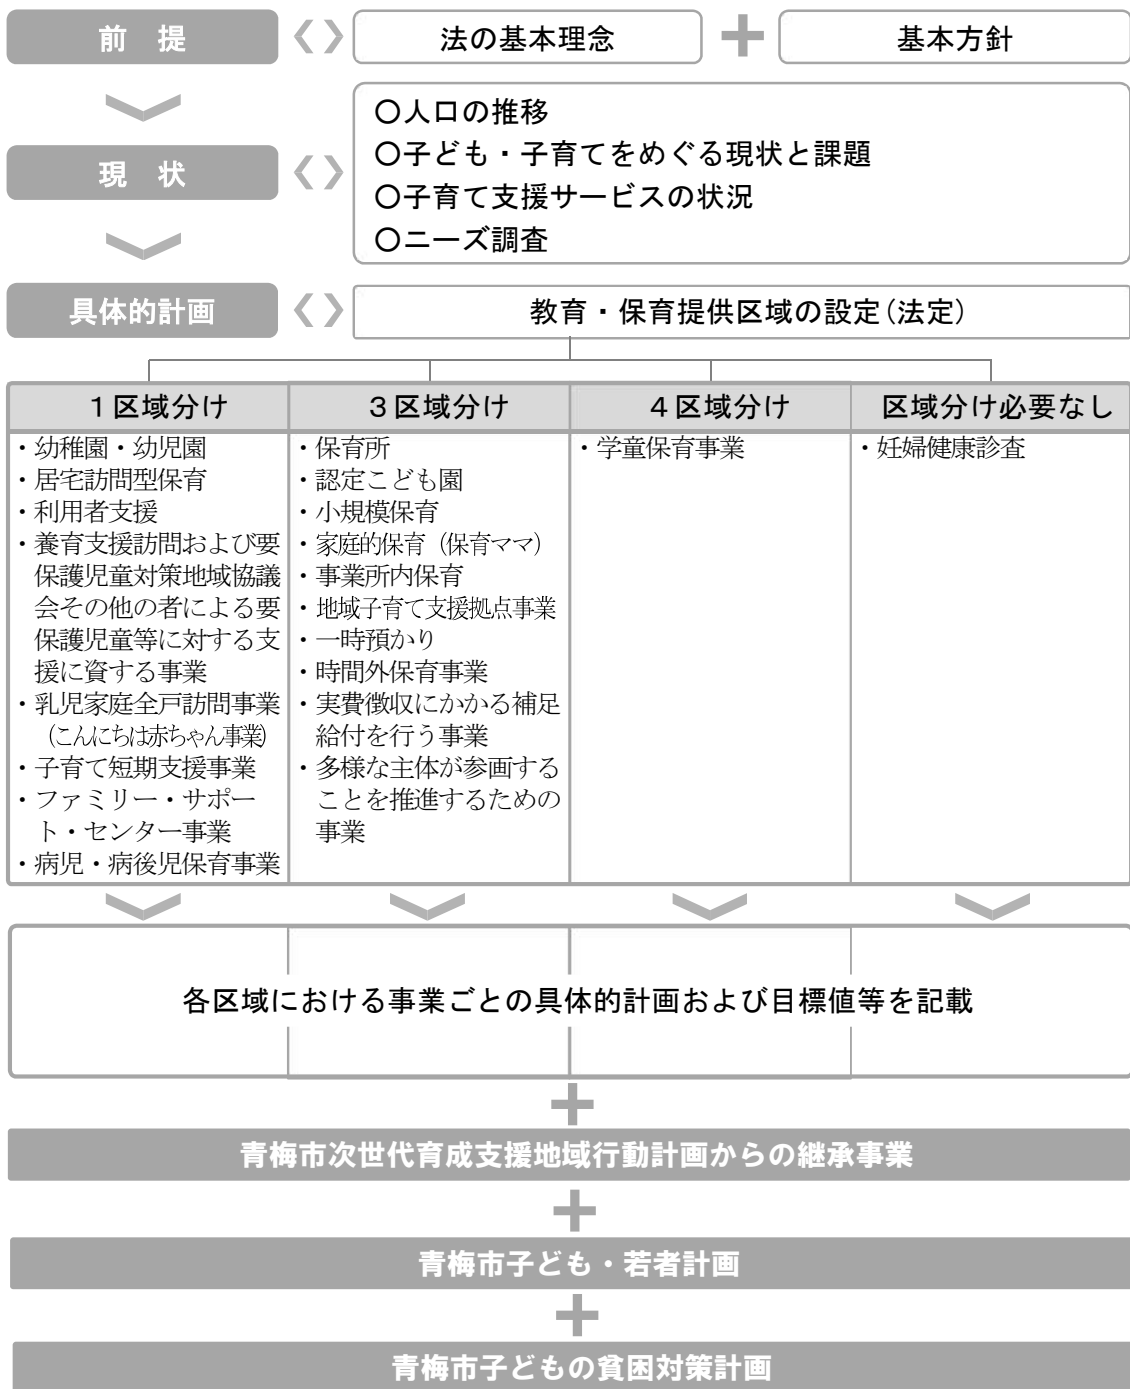 前 提
法の基本理念
基本方針
現 状
〇人口の推移
〇子ども・子育てをめぐる現状と課題
〇子育て支援サービスの状況
〇ニーズ調査
具体的計画
教育・保育提供区域の設定(法定)
1区域分け
・幼稚園・幼児園
・居宅訪問型保育
・利用者支援
・養育支援訪問および要
保護児童対策地域協議
会その他の者による要
保護児童等に対する支
援に資する事業
・乳児家庭全戸訪問事業
(こんにちは赤ちゃん事業)
・子育て短期支援事業
・ファミリー・サポー
ト・センター事業
・病児・病後児保育事業
3区域分け
・保育所
・認定こども園
・小規模保育
・家庭的保育(保育ママ)
・事業所内保育
・地域子育て支援拠点事業
・一時預かり
・時間外保育事業
・実費徴収にかかる補足
給付を行う事業
・多様な主体が参画する
ことを推進するための
事業
4区域分け
・学童保育事業
区域分け必要なし
・妊婦健康診査
各区域における事業ごとの具体的計画および目標値等を記載
青梅市次世代育成支援地域行動計画からの継承事業
青梅市子ども・若者計画
青梅市子どもの貧困対策計画